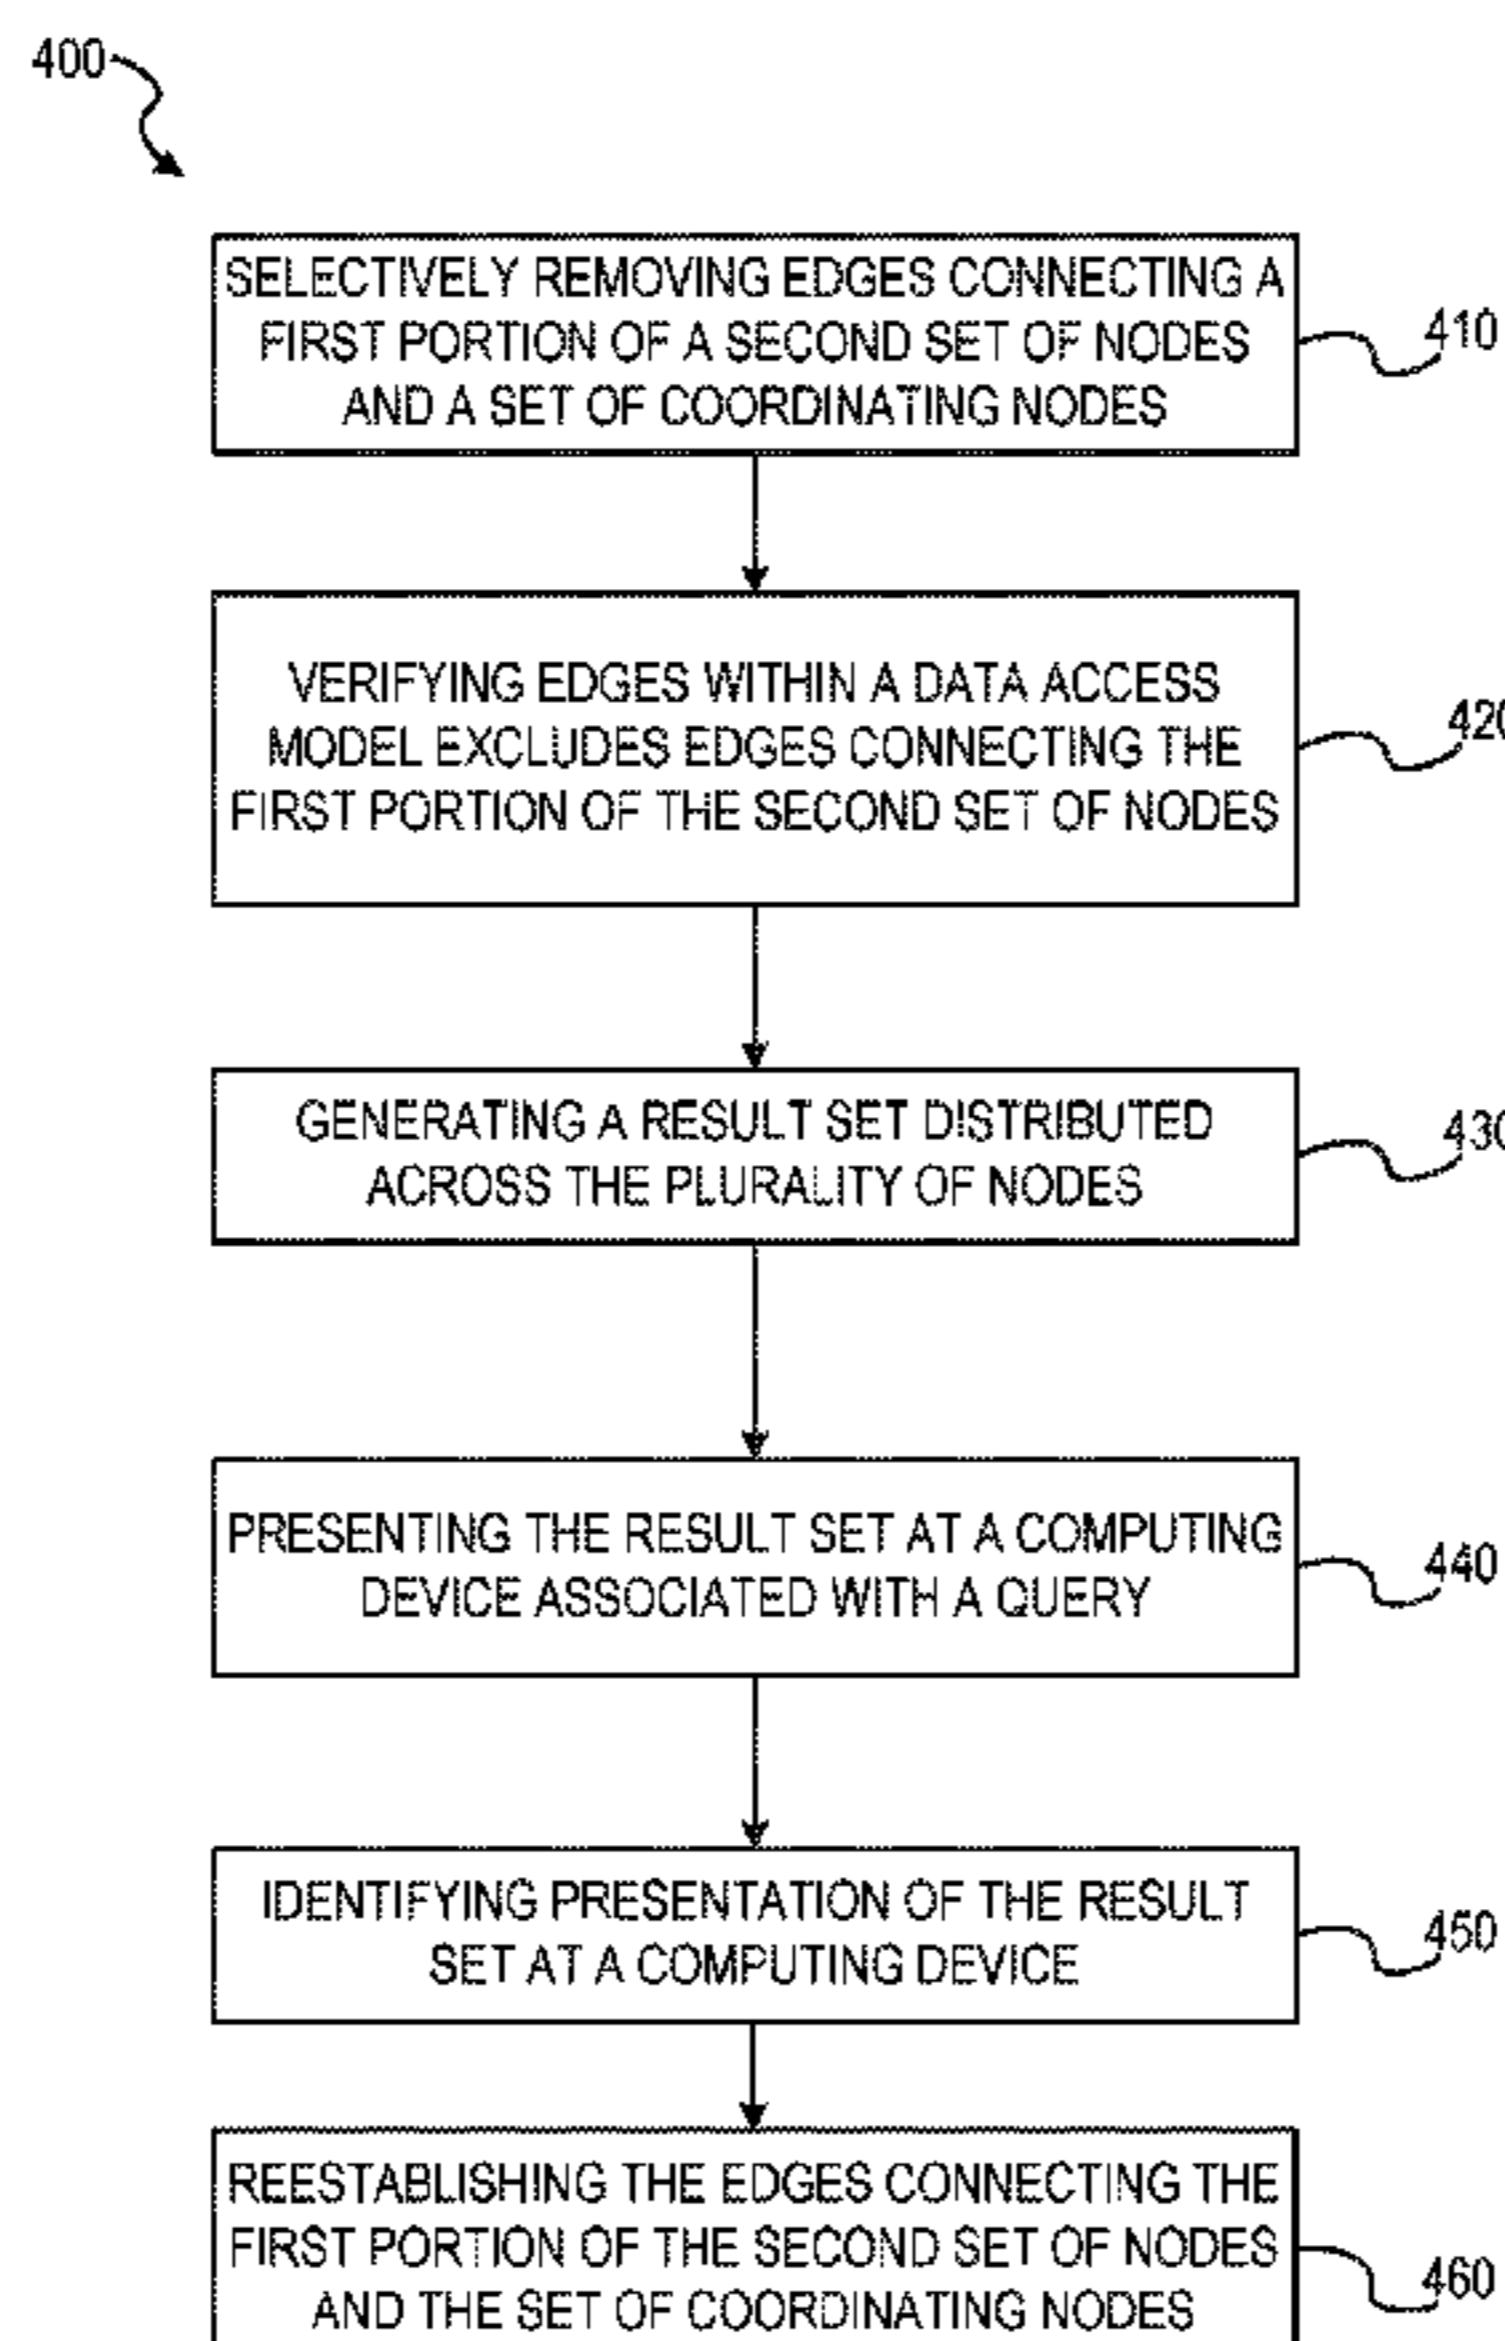 400
SELECTIVELY REMOVING EDGES CONNECTING A
FIRST PORTION OF A SECOND SET OF NODES
AND A SET OF COORDINATING NODES
410
VERIFYING EDGES WITHIN A DATA ACCESS
MODEL EXCLUDES EDGES CONNECTING THE
FIRST PORTION OF THE SECOND SET OF NODES
420
GENERATING A RESULT SET DISTRIBUTED
ACROSS THE PLURALITY OF NODES
430
PRESENTING THE RESULT SET AT A COMPUTING
DEVICE ASSOCIATED WITH A QUERY
440
IDENTIFYING PRESENTATION OF THE RESULT
SET AT A COMPUTING DEVICE
450
REESTABLISHING THE EDGES CONNECTING THE
FIRST PORTION OF THE SECOND SET OF NODES
AND THE SET OF COORDINATING NODES
460